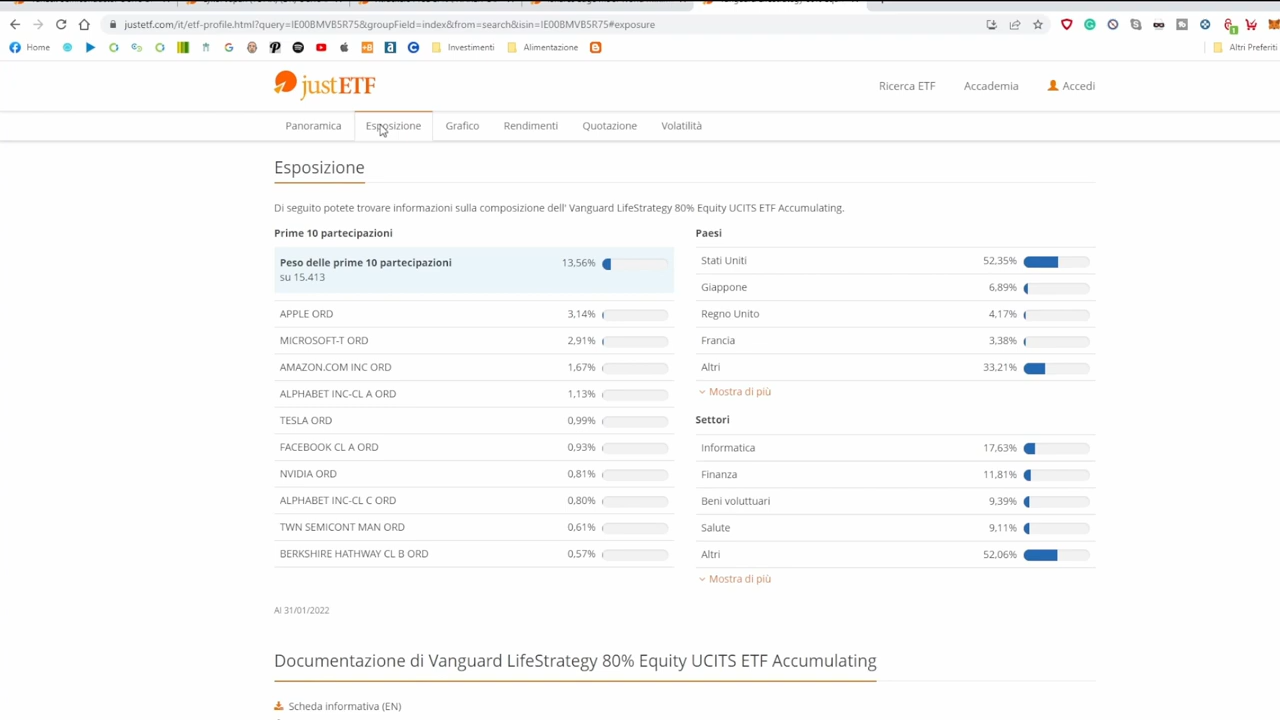 justetf.com/it/etf-profile.html?query=IE00BMVB5R75&groupField=index&from=search&isin=IE00BMVB5R75#exposure
Home
Investimenti
Alimentazione
Altri Preferiti
justETF
Ricerca ETF
Accademia
Accedi
Panoramica
Esposizione
Grafico
Rendimenti
Quotazione
Volatilità
Esposizione
Di seguito potete trovare informazioni sulla composizione dell' Vanguard LifeStrategy 80% Equity UCITS ETF Accumulating.
Prime 10 partecipazioni
Peso delle prime 10 partecipazioni 13,56%
su 15.413
APPLE ORD 3,14%
MICROSOFT-T ORD 2,91%
AMAZON.COM INC ORD 1,67%
ALPHABET INC-CL A ORD 1,13%
TESLA ORD 0,99%
FACEBOOK CL A ORD 0,93%
NVIDIA ORD 0,81%
ALPHABET INC-CL C ORD 0,80%
TWN SEMICONT MAN ORD 0,61%
BERKSHIRE HATHWAY CL B ORD 0,57%
Al 31/01/2022
Paesi
Stati Uniti 52,35%
Giappone 6,89%
Regno Unito 4,17%
Francia 3,38%
Altri 33,21%
Mostra di più
Settori
Informatica 17,63%
Finanza 11,81%
Beni voluttuari 9,39%
Salute 9,11%
Altri 52,06%
Mostra di più
Documentazione di Vanguard LifeStrategy 80% Equity UCITS ETF Accumulating
Scheda informativa (EN)